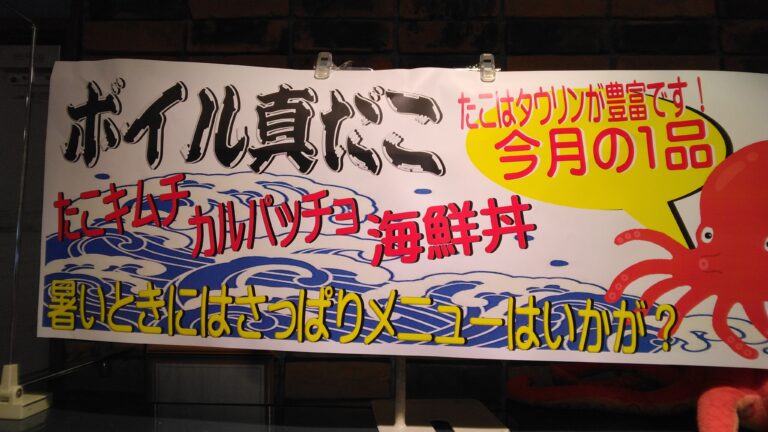 ボイル真だこ
たこはタウリンが豊富です！
今月の1品
たこキムチ
カルパッチョ
海鮮丼
暑いときにはさっぱりメニューはいかが？